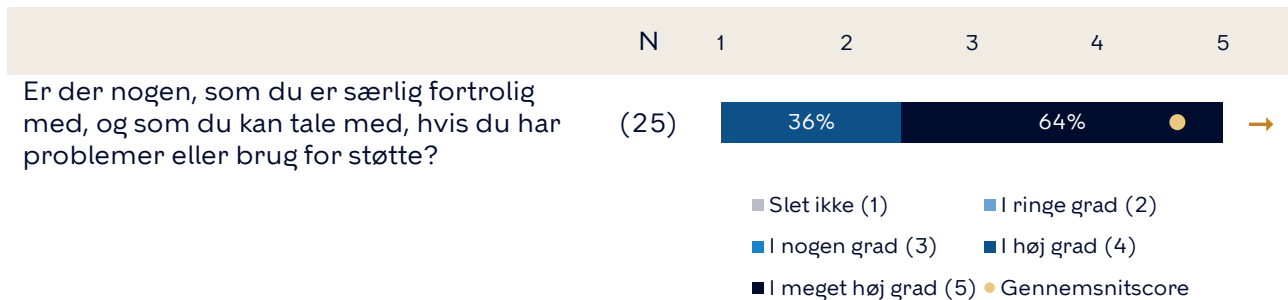 N 1 2 3 4 5
Er der nogen, som du er særlig fortrolig
med, og som du kan tale med, hvis du har
problemer eller brug for støtte?
(25) 36% 64% →
Slet ikke (1) I ringe grad (2)
I nogen grad (3) I høj grad (4)
I meget høj grad (5) Gennemsnitscore